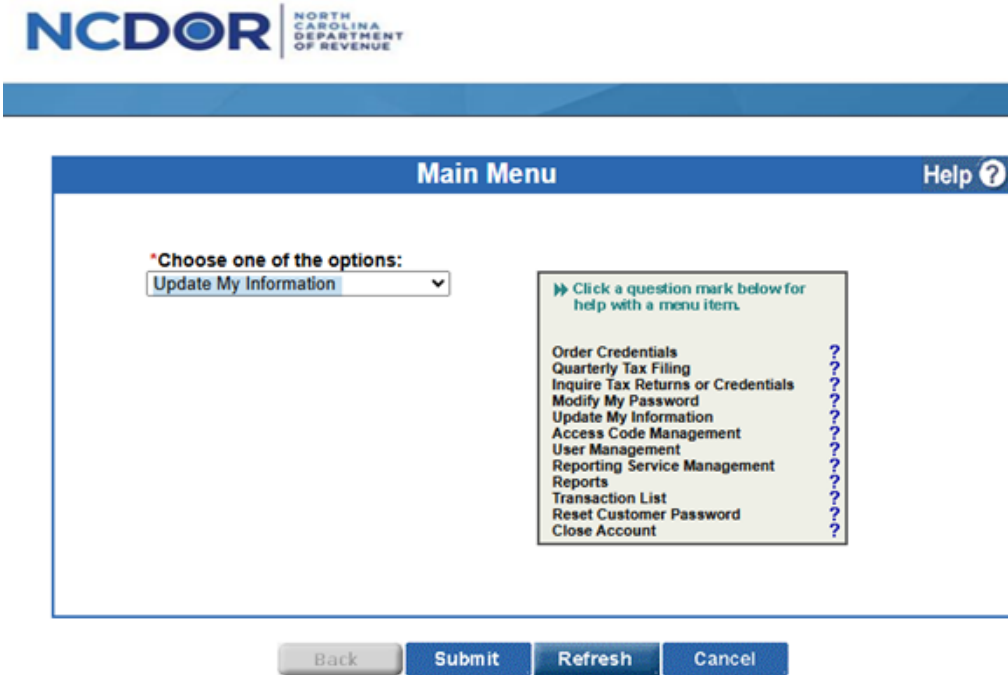 NCDOR
NORTH
CAROLINA
DEPARTMENT
OF REVENUE
Main Menu
Help ?
*Choose one of the options:
Update My Information
Click a question mark below for
help with a menu item.
Order Credentials ?
Quarterly Tax Filing ?
Inquire Tax Returns or Credentials ?
Modify My Password ?
Update My Information ?
Access Code Management ?
User Management ?
Reporting Service Management ?
Reports ?
Transaction List ?
Reset Customer Password ?
Close Account ?
Back Submit Refresh Cancel